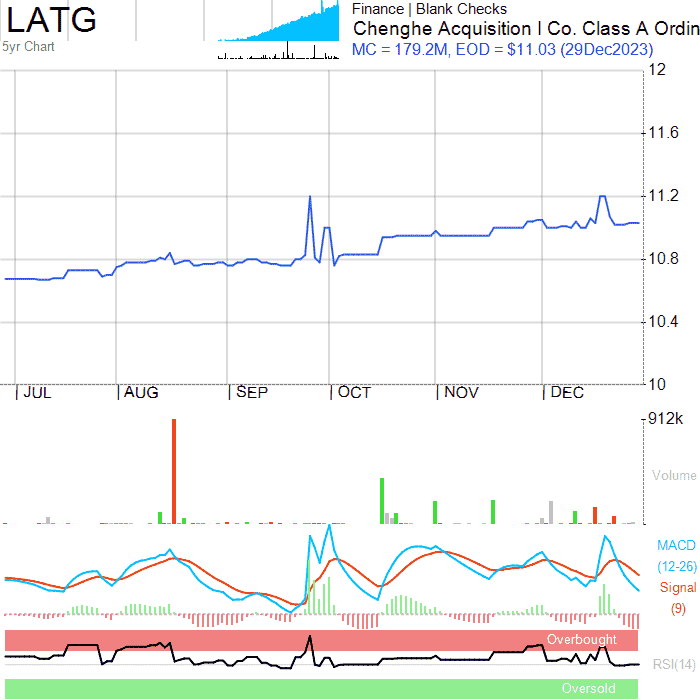 LATG
5yr Chart
Finance | Blank Checks
Chenghe Acquisition I Co. Class A Ordin
MC = 179.2M, EOD = $11.03 (29Dec2023)
12
11.6
11.2
10.8
10.4
10
JUL AUG SEP OCT NOV DEC
912k
Volume
MACD
(12-26)
Signal
(9)
Overbought
RSI(14)
Oversold